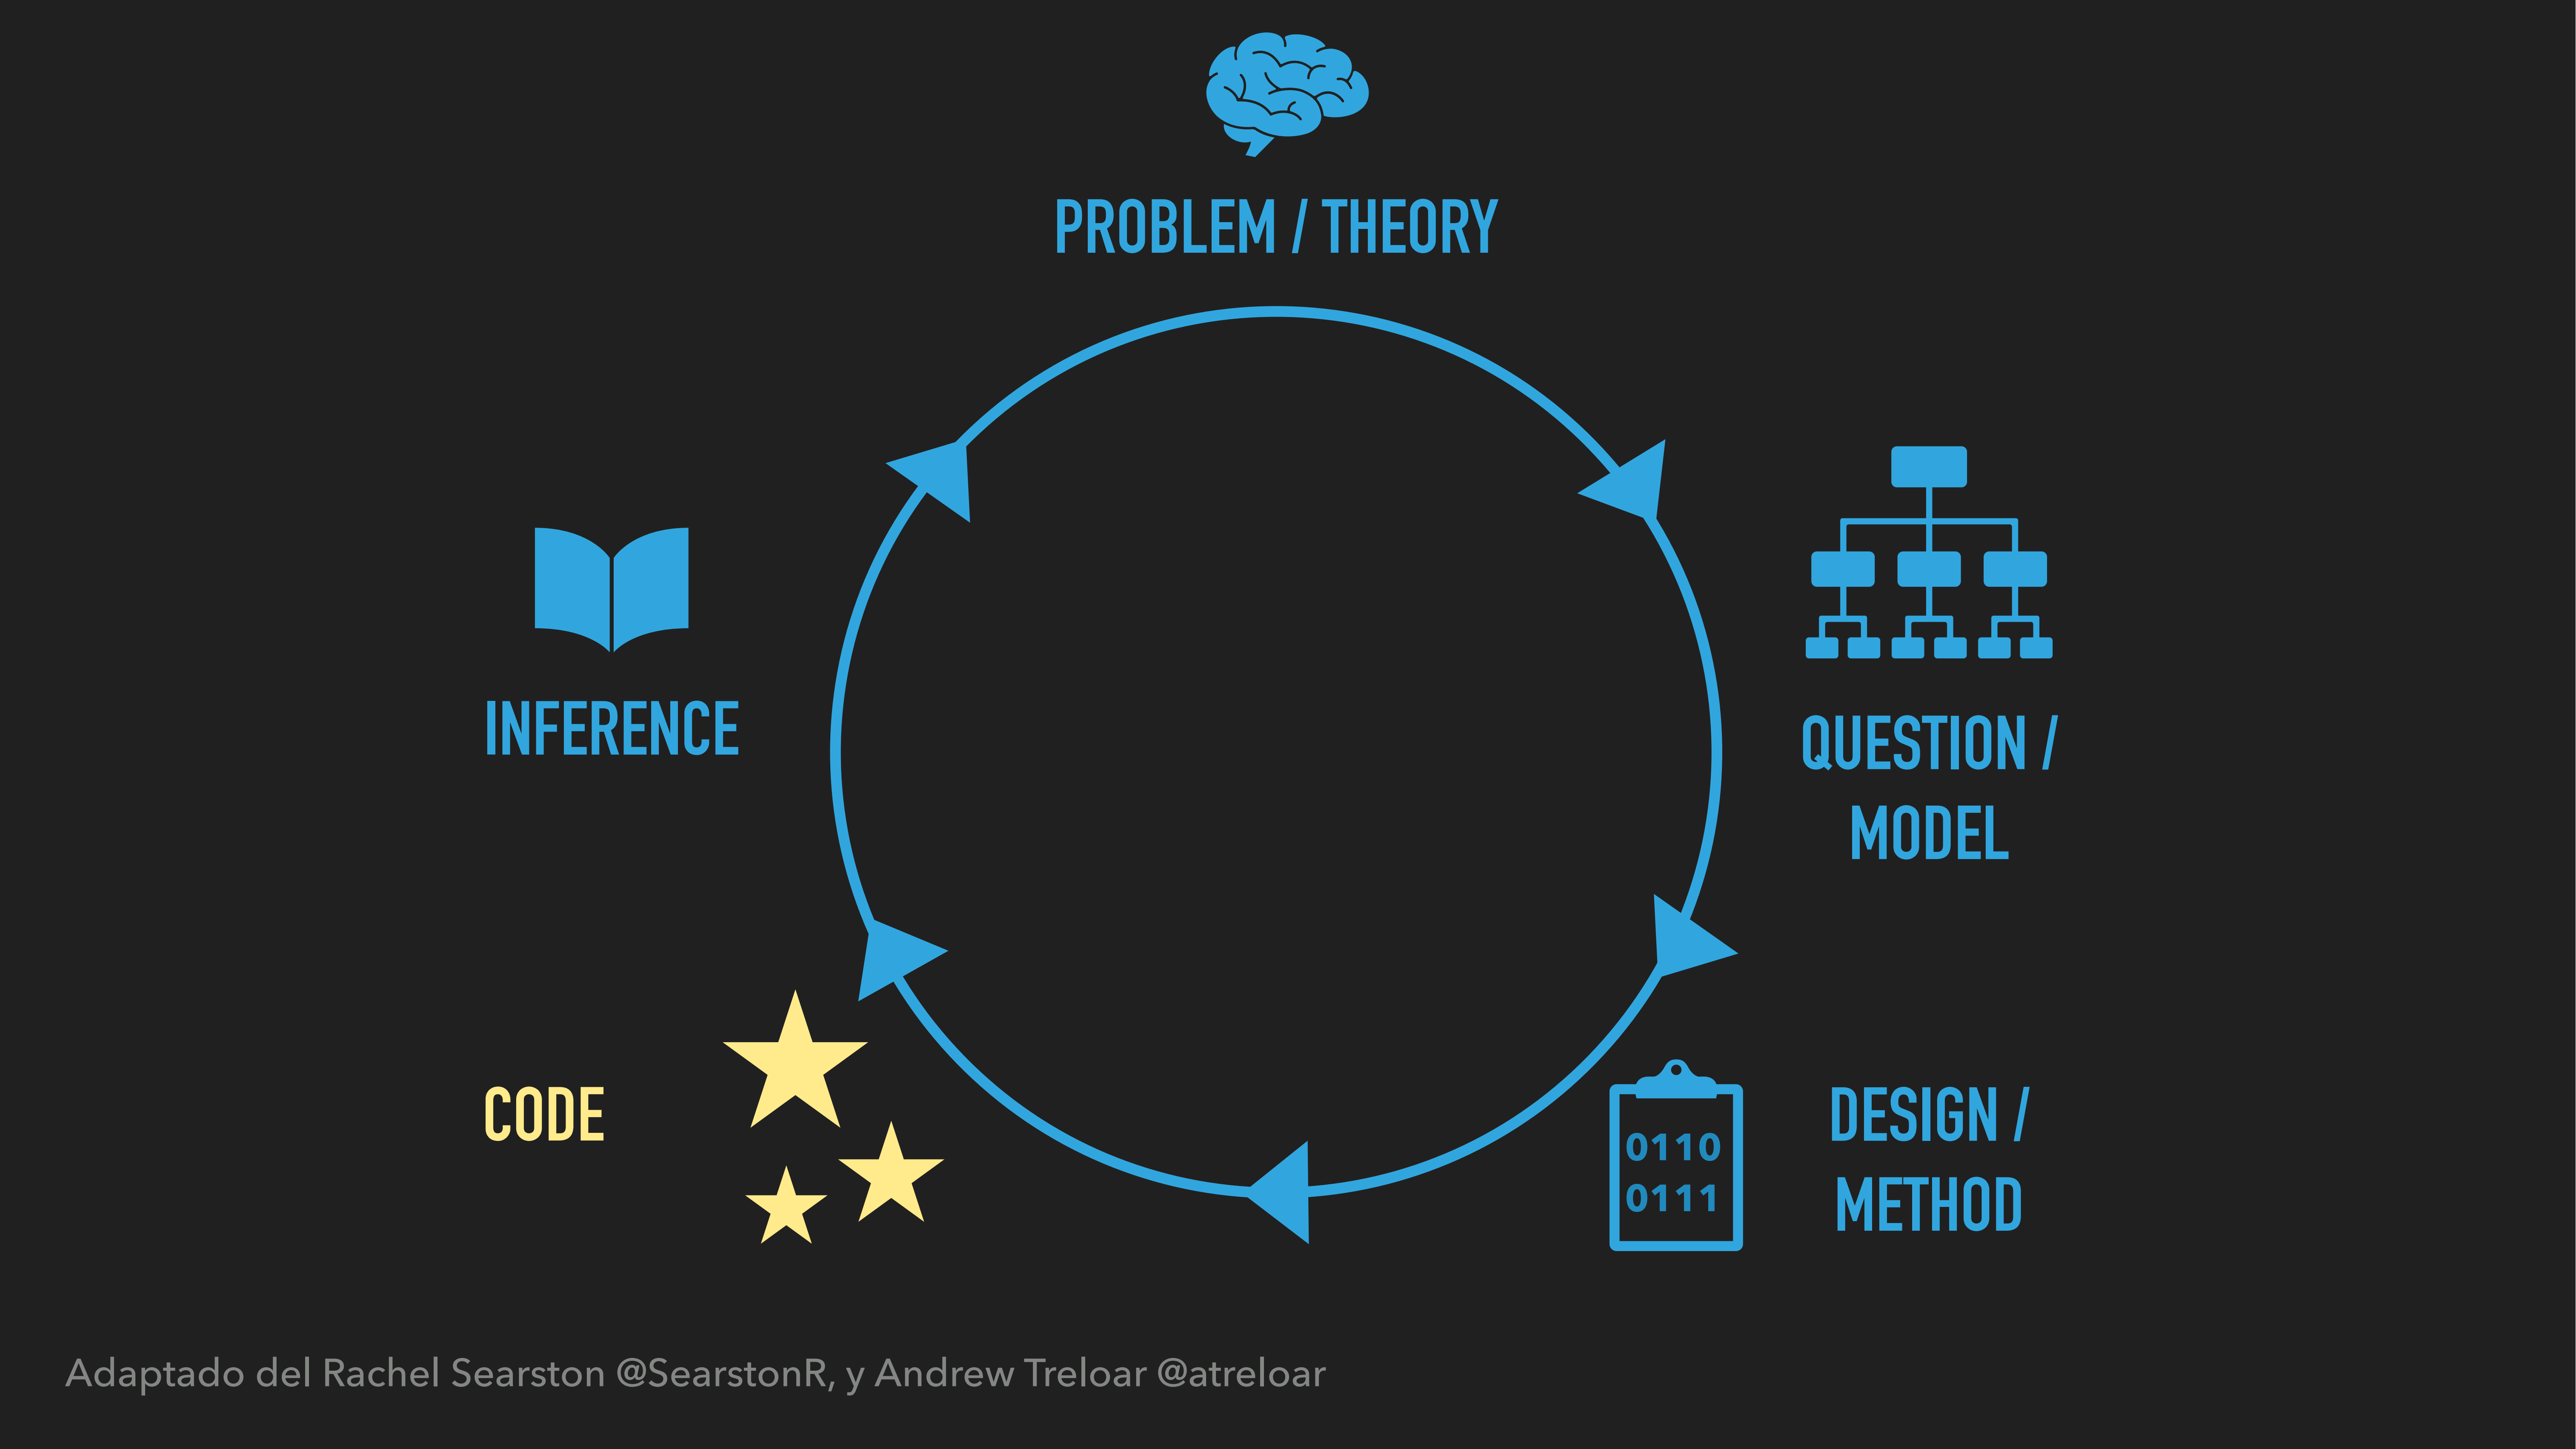 PROBLEM / THEORY
INFERENCE
QUESTION /
MODEL
CODE
DESIGN /
METHOD
0110
0111
Adaptado del Rachel Searston @SearstonR, y Andrew Treloar @atreloar